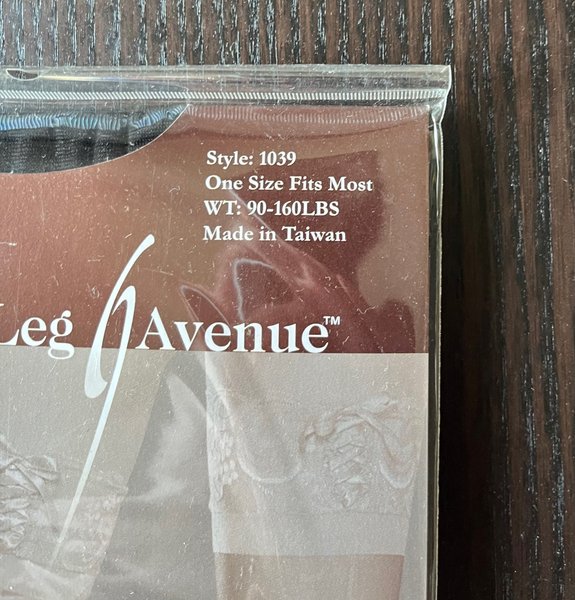 Style: 1039
One Size Fits Most
WT: 90-160LBS
Made in Taiwan
Leg Avenue™